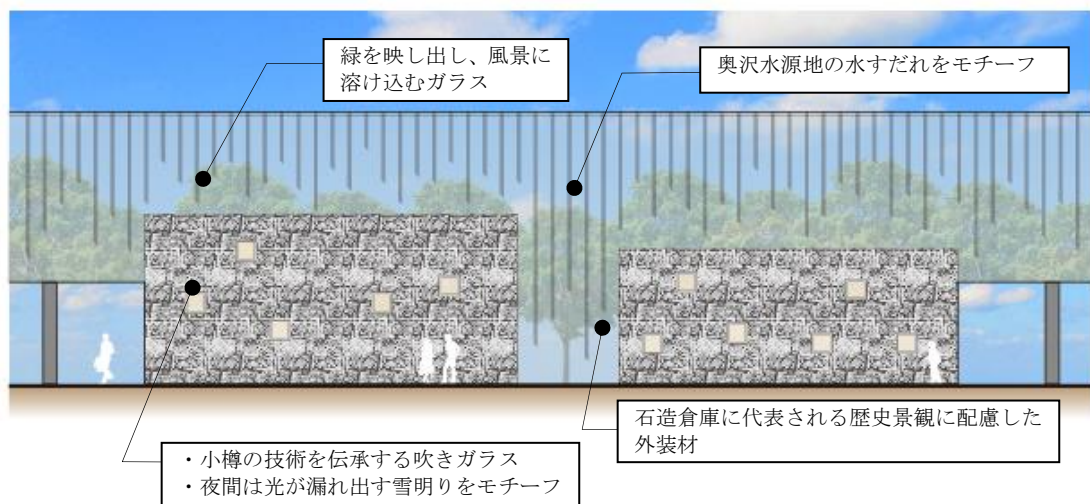 緑を映し出し、風景に
溶け込むガラス
奥沢水源地の水すだれをモチーフ
石造倉庫に代表される歴史景観に配慮した
外装材
・小樽の技術を伝承する吹きガラス
・夜間は光が漏れ出す雪明りをモチーフ